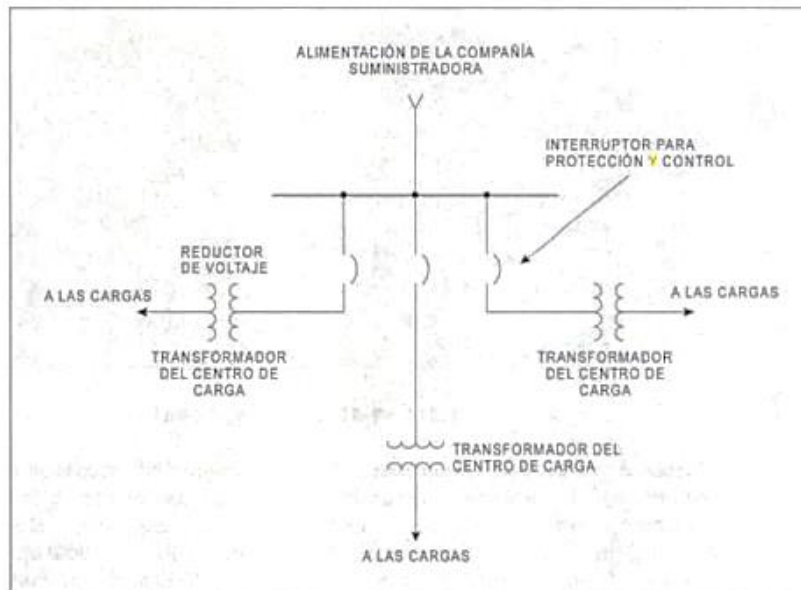 ALIMENTACIÓN DE LA COMPAÑÍA
SUMINISTRADORA
INTERRUPTOR PARA
PROTECCIÓN Y CONTROL
REDUCTOR
DE VOLTAJE
A LAS CARGAS
TRANSFORMADOR
DEL CENTRO DE
CARGA
A LAS CARGAS
TRANSFORMADOR
DEL CENTRO DE
CARGA
TRANSFORMADOR DEL
CENTRO DE CARGA
A LAS CARGAS